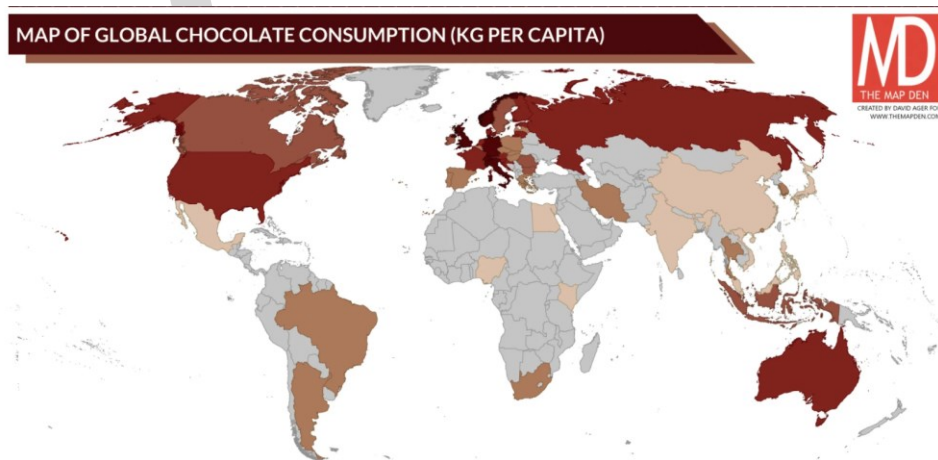 MAP OF GLOBAL CHOCOLATE CONSUMPTION (KG PER CAPITA)
MD
THE MAP DEN
CREATED BY DAVID AGER FO
WWW.THEMAPDEN.COM